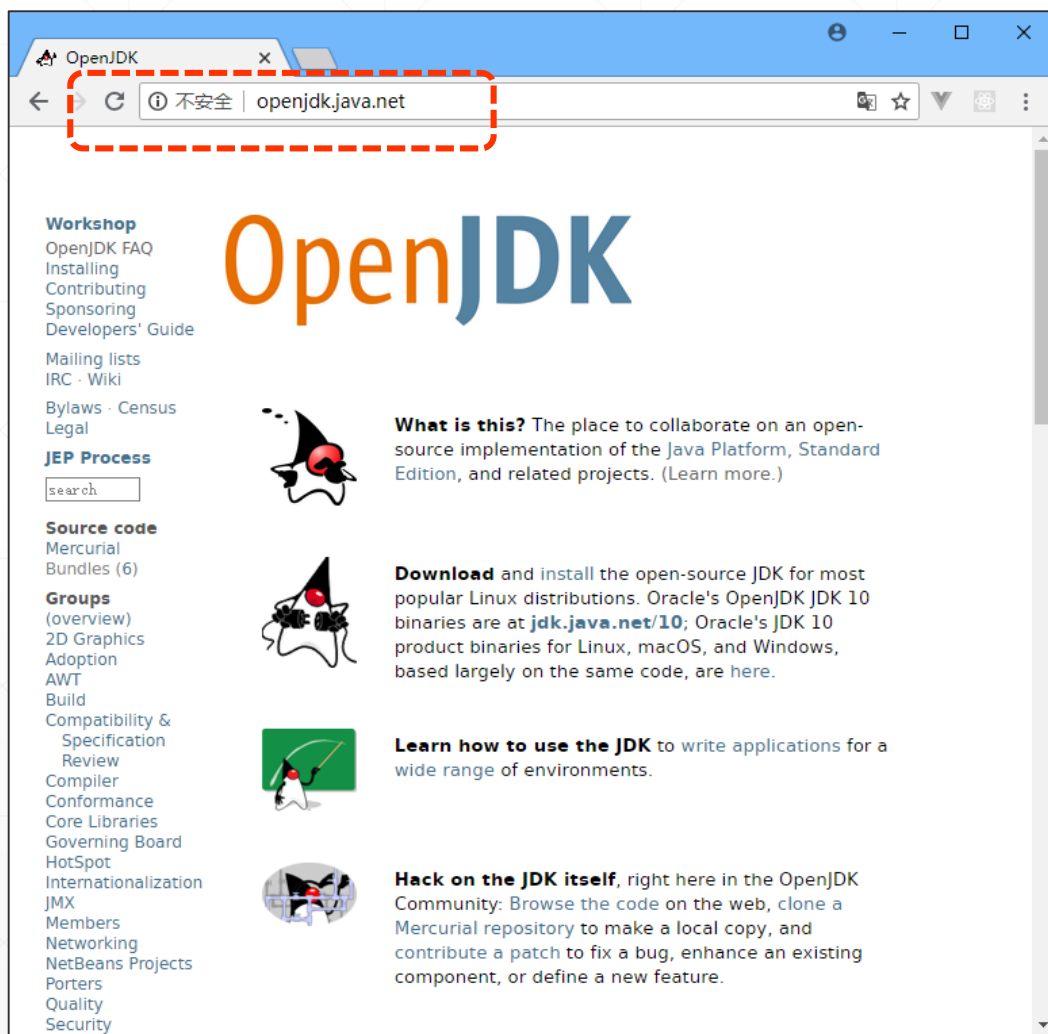 OpenJDK
不安全 openjdk.java.net
Workshop
OpenJDK FAQ
Installing
Contributing
Sponsoring
Developers' Guide
Mailing lists
IRC · Wiki
Bylaws · Census
Legal
JEP Process
search
Source code
Mercurial
Bundles (6)
Groups
(overview)
2D Graphics
Adoption
AWT
Build
Compatibility &
Specification
Review
Compiler
Conformance
Core Libraries
Governing Board
HotSpot
Internationalization
JMX
Members
Networking
NetBeans Projects
Porters
Quality
Security
OpenJDK
What is this? The place to collaborate on an open-
source implementation of the Java Platform, Standard
Edition, and related projects. (Learn more.)
Download and install the open-source JDK for most
popular Linux distributions. Oracle's OpenJDK JDK 10
binaries are at jdk.java.net/10; Oracle's JDK 10
product binaries for Linux, macOS, and Windows,
based largely on the same code, are here.
Learn how to use the JDK to write applications for a
wide range of environments.
Hack on the JDK itself, right here in the OpenJDK
Community: Browse the code on the web, clone a
Mercurial repository to make a local copy, and
contribute a patch to fix a bug, enhance an existing
component, or define a new feature.